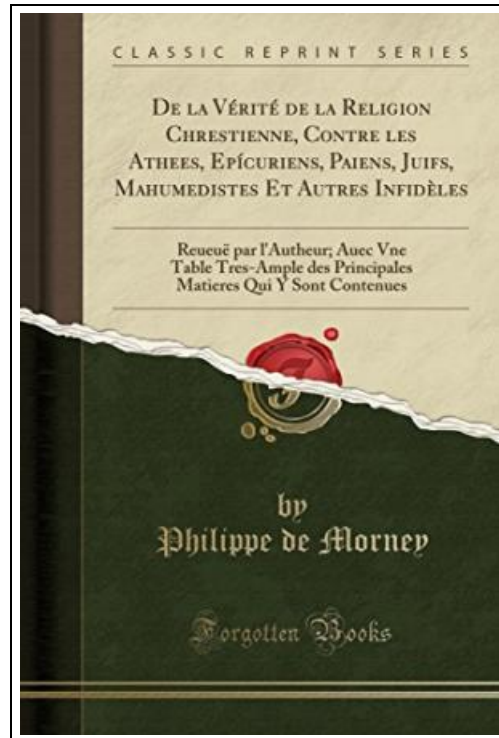 CLASSIC REPRINT SERIES
DE LA VÉRITÉ DE LA RELIGION
CHRESTIENNE, CONTRE LES
ATHEES, EPÍCURIENS, PAIENS, JUIFS,
MAHUMEDISTES ET AUTRES INFIDÈLES
Reueuë par l'Autheur; Auec Vne
Table Tres-Ample des Principales
Matieres Qui Y Sont Contenues
by
Philippe de Morney
Forgotten Books